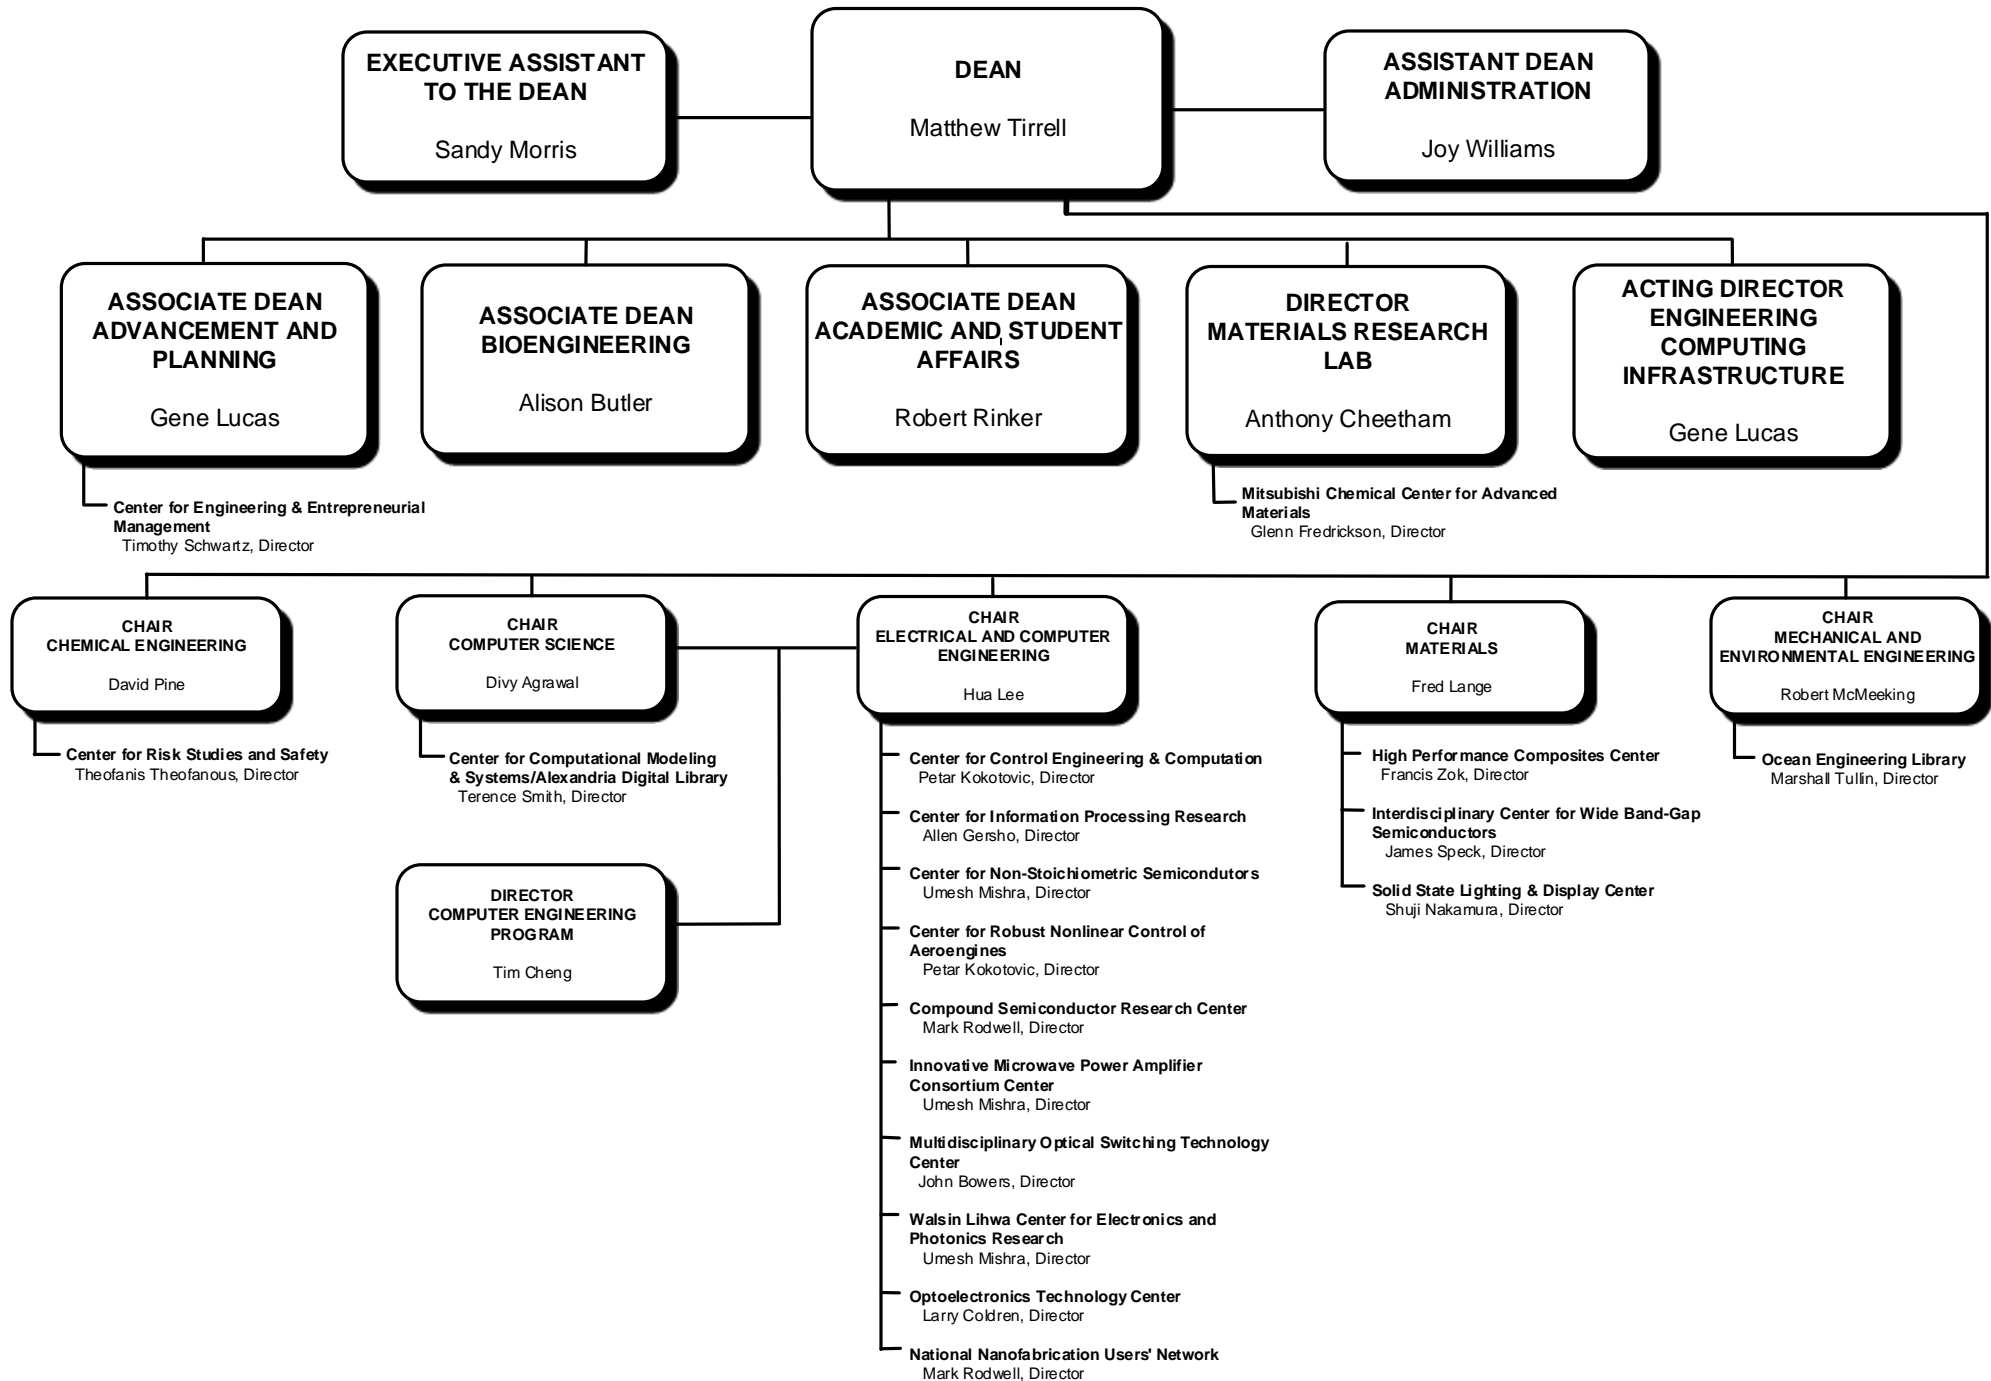 EXECUTIVE ASSISTANT
TO THE DEAN
Sandy Morris
DEAN
Matthew Tirrell
ASSISTANT DEAN
ADMINISTRATION
Joy Williams
ASSOCIATE DEAN
ADVANCEMENT AND
PLANNING
Gene Lucas
ASSOCIATE DEAN
BIOENGINEERING
Alison Butler
ASSOCIATE DEAN
ACADEMIC AND STUDENT
AFFAIRS
Robert Rinker
DIRECTOR
MATERIALS RESEARCH
LAB
Anthony Cheetham
ACTING DIRECTOR
ENGINEERING
COMPUTING
INFRASTRUCTURE
Gene Lucas
Center for Engineering & Entrepreneurial
Management
Timothy Schwartz, Director
Mitsubishi Chemical Center for Advanced
Materials
Glenn Fredrickson, Director
CHAIR
CHEMICAL ENGINEERING
David Pine
CHAIR
COMPUTER SCIENCE
Divy Agrawal
CHAIR
ELECTRICAL AND COMPUTER
ENGINEERING
Hua Lee
CHAIR
MATERIALS
Fred Lange
CHAIR
MECHANICAL AND
ENVIRONMENTAL ENGINEERING
Robert McMeeking
Center for Risk Studies and Safety
Theofanis Theofanous, Director
Center for Computational Modeling
& Systems/Alexandria Digital Library
Terence Smith, Director
DIRECTOR
COMPUTER ENGINEERING
PROGRAM
Tim Cheng
Center for Control Engineering & Computation
Petar Kokotovic, Director
Center for Information Processing Research
Allen Gersho, Director
Center for Non-Stoichiometric Semicondutors
Umesh Mishra, Director
Center for Robust Nonlinear Control of
Aeroengines
Petar Kokotovic, Director
Compound Semiconductor Research Center
Mark Rodwell, Director
Innovative Microwave Power Amplifier
Consortium Center
Umesh Mishra, Director
Multidisciplinary Optical Switching Technology
Center
John Bowers, Director
Walsin Lihwa Center for Electronics and
Photonics Research
Umesh Mishra, Director
Optoelectronics Technology Center
Larry Coldren, Director
National Nanofabrication Users' Network
Mark Rodwell, Director
High Performance Composites Center
Francis Zok, Director
Interdisciplinary Center for Wide Band-Gap
Semiconductors
James Speck, Director
Solid State Lighting & Display Center
Shuji Nakamura, Director
Ocean Engineering Library
Marshall Tullin, Director